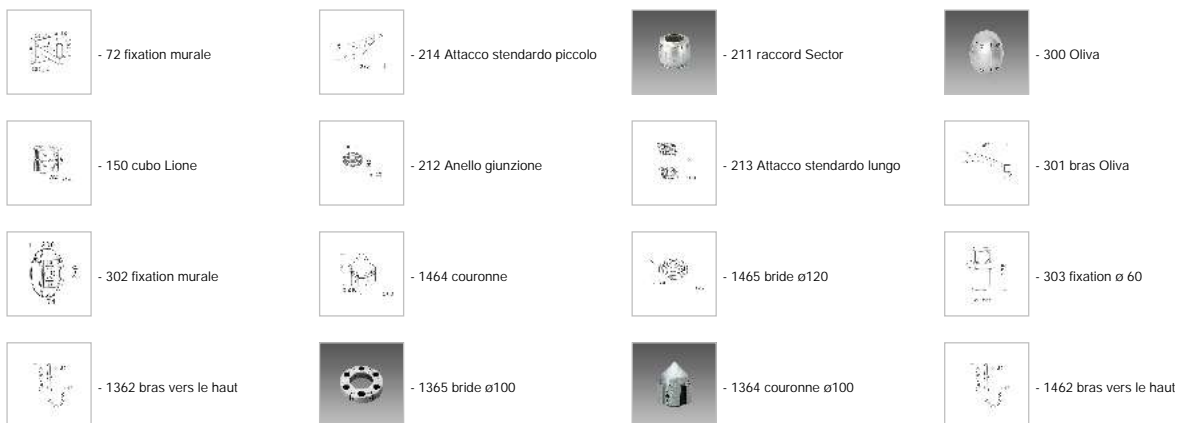 - 72 fixation murale
- 214 Attacco stendardo piccolo
- 211 raccord Sector
- 300 Oliva
- 150 cubo Lione
- 212 Anello giunzione
- 213 Attacco stendardo lungo
- 301 bras Oliva
- 302 fixation murale
- 1464 couronne
- 1465 bride ø120
- 303 fixation ø 60
- 1362 bras vers le haut
- 1365 bride ø100
- 1364 couronne ø100
- 1462 bras vers le haut